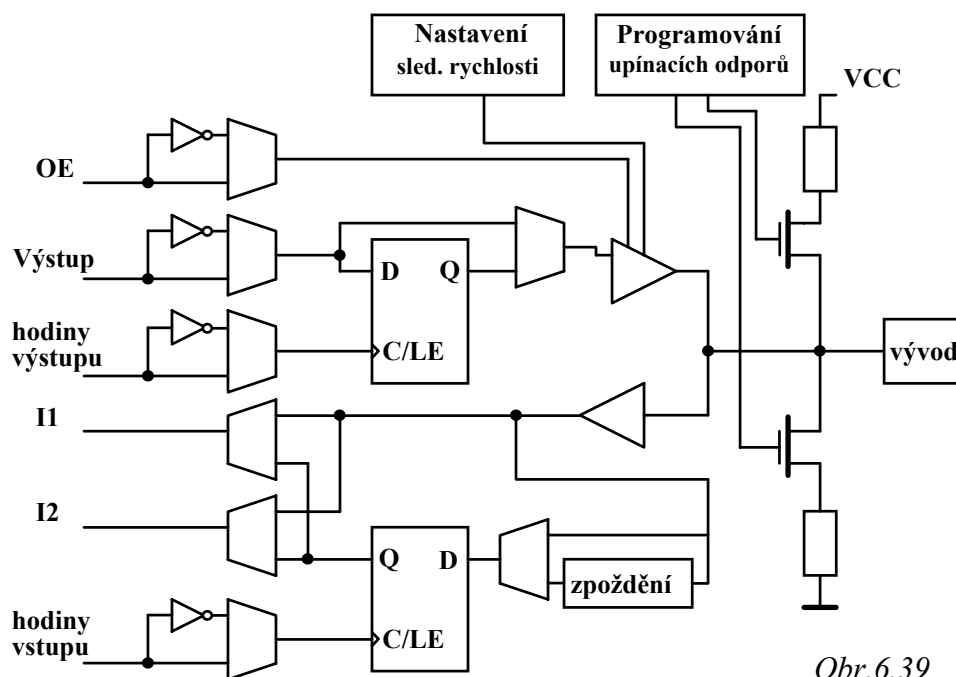 Nastavení
sled. rychlosti
Programování
upínacích odporů
VCC
OE
Výstup
D
Q
C/LE
hodiny
výstupu
vývod
I1
I2
Q
D
zpoždění
C/LE
hodiny
vstupu
Obr.6.39